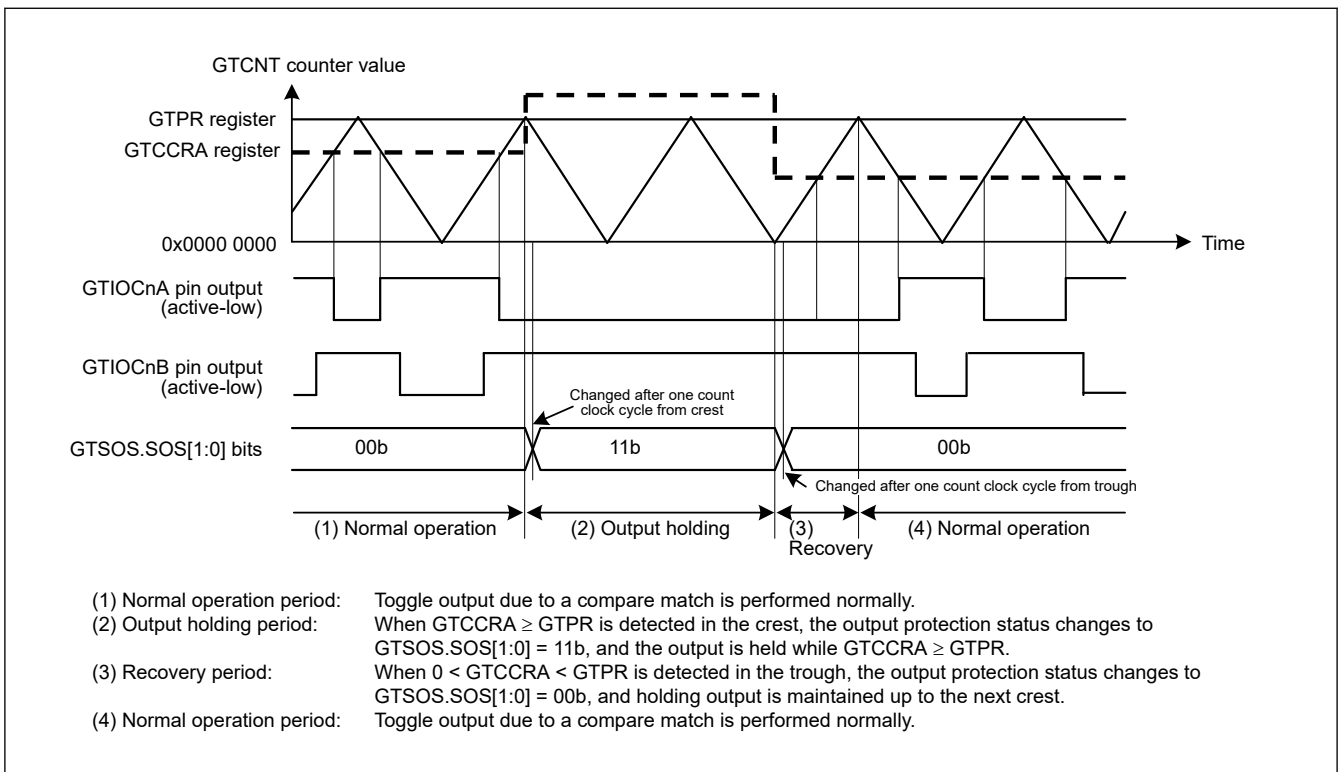 GTCNT counter value
GTPR register
GTCCRA register
0x0000 0000
Time
GTIOCnA pin output
(active-low)
GTIOCnB pin output
(active-low)
Changed after one count
clock cycle from crest
GTSOS.SOS[1:0] bits
00b
11b
00b
Changed after one count clock cycle from trough
(1) Normal operation
(2) Output holding
(3)
Recovery
(4) Normal operation
(1) Normal operation period: Toggle output due to a compare match is performed normally.
(2) Output holding period: When GTCCRA ≥ GTPR is detected in the crest, the output protection status changes to
GTSOS.SOS[1:0] = 11b, and the output is held while GTCCRA ≥ GTPR.
(3) Recovery period: When 0 < GTCCRA < GTPR is detected in the trough, the output protection status changes to
GTSOS.SOS[1:0] = 00b, and holding output is maintained up to the next crest.
(4) Normal operation period: Toggle output due to a compare match is performed normally.